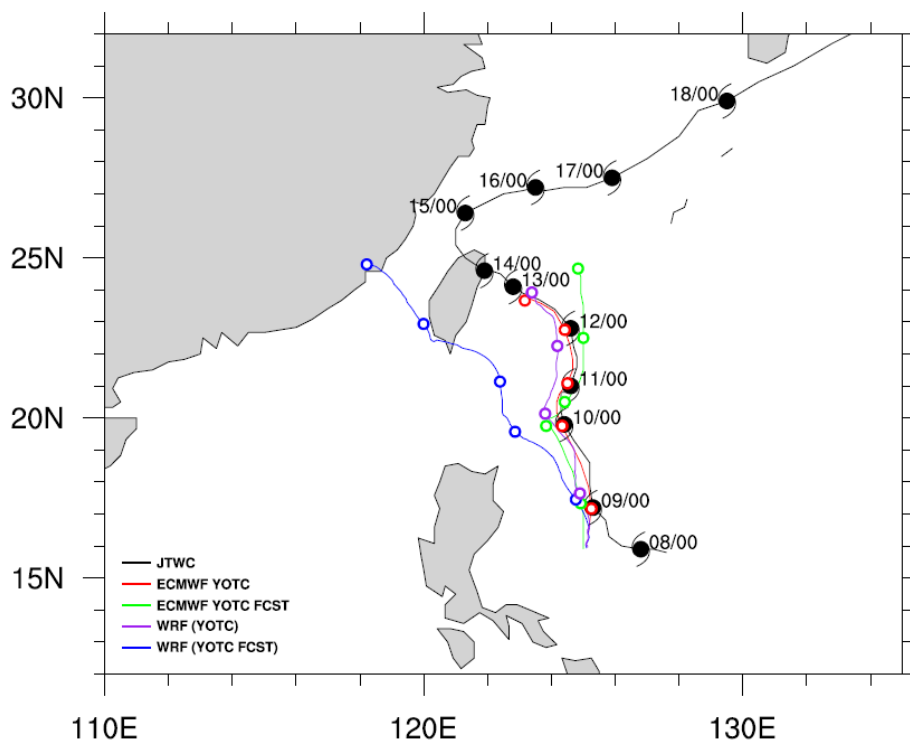 30N
25N
20N
15N
110E
120E
130E
18/00
17/00
16/00
15/00
14/00
13/00
12/00
11/00
10/00
09/00
08/00
JTWC
ECMWF YOTC
ECMWF YOTC FCST
WRF (YOTC)
WRF (YOTC FCST)